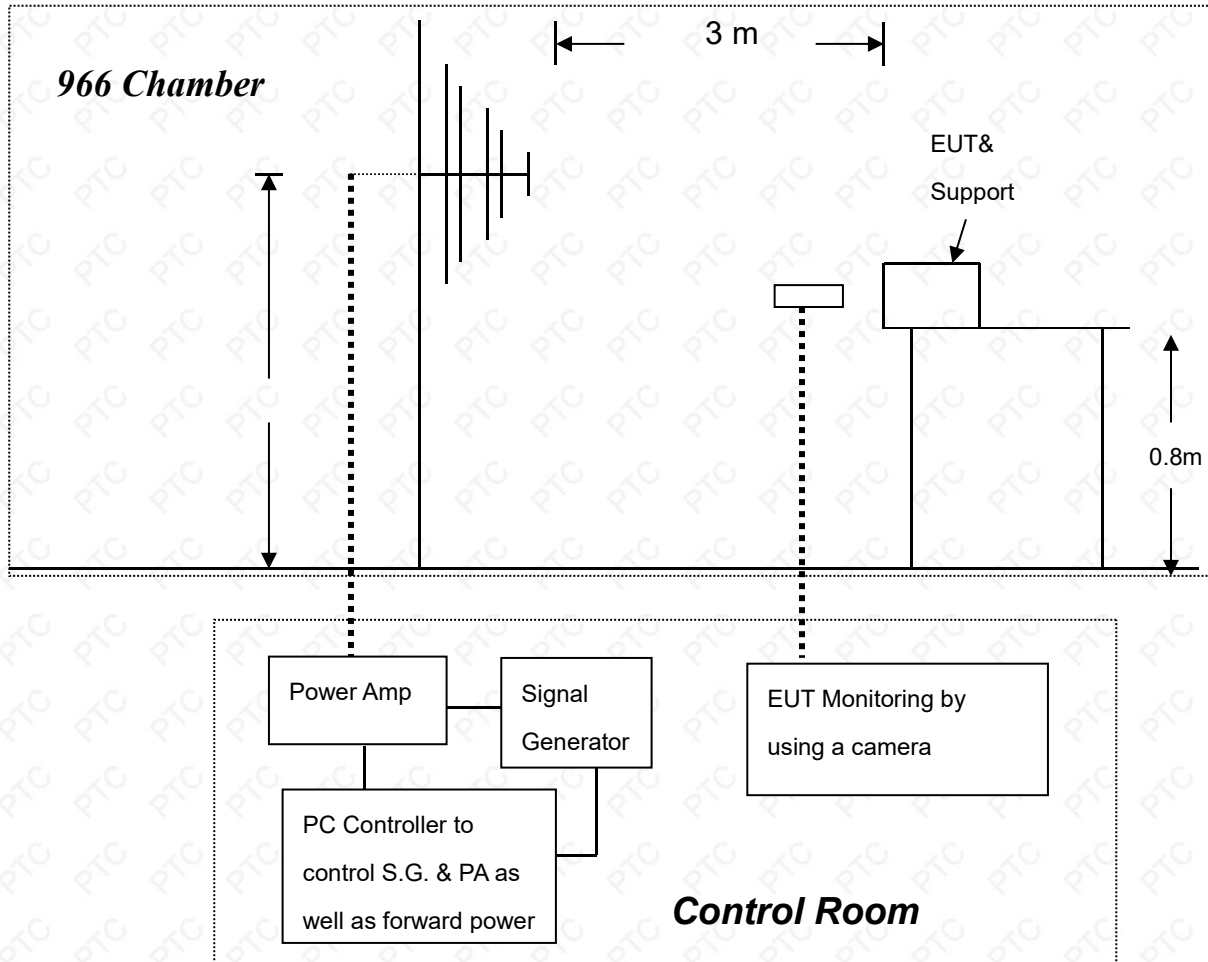 3 m
966 Chamber
EUT&
Support
0.8m
Power Amp
Signal
Generator
EUT Monitoring by
using a camera
PC Controller to
control S.G. & PA as
well as forward power
Control Room
PTC